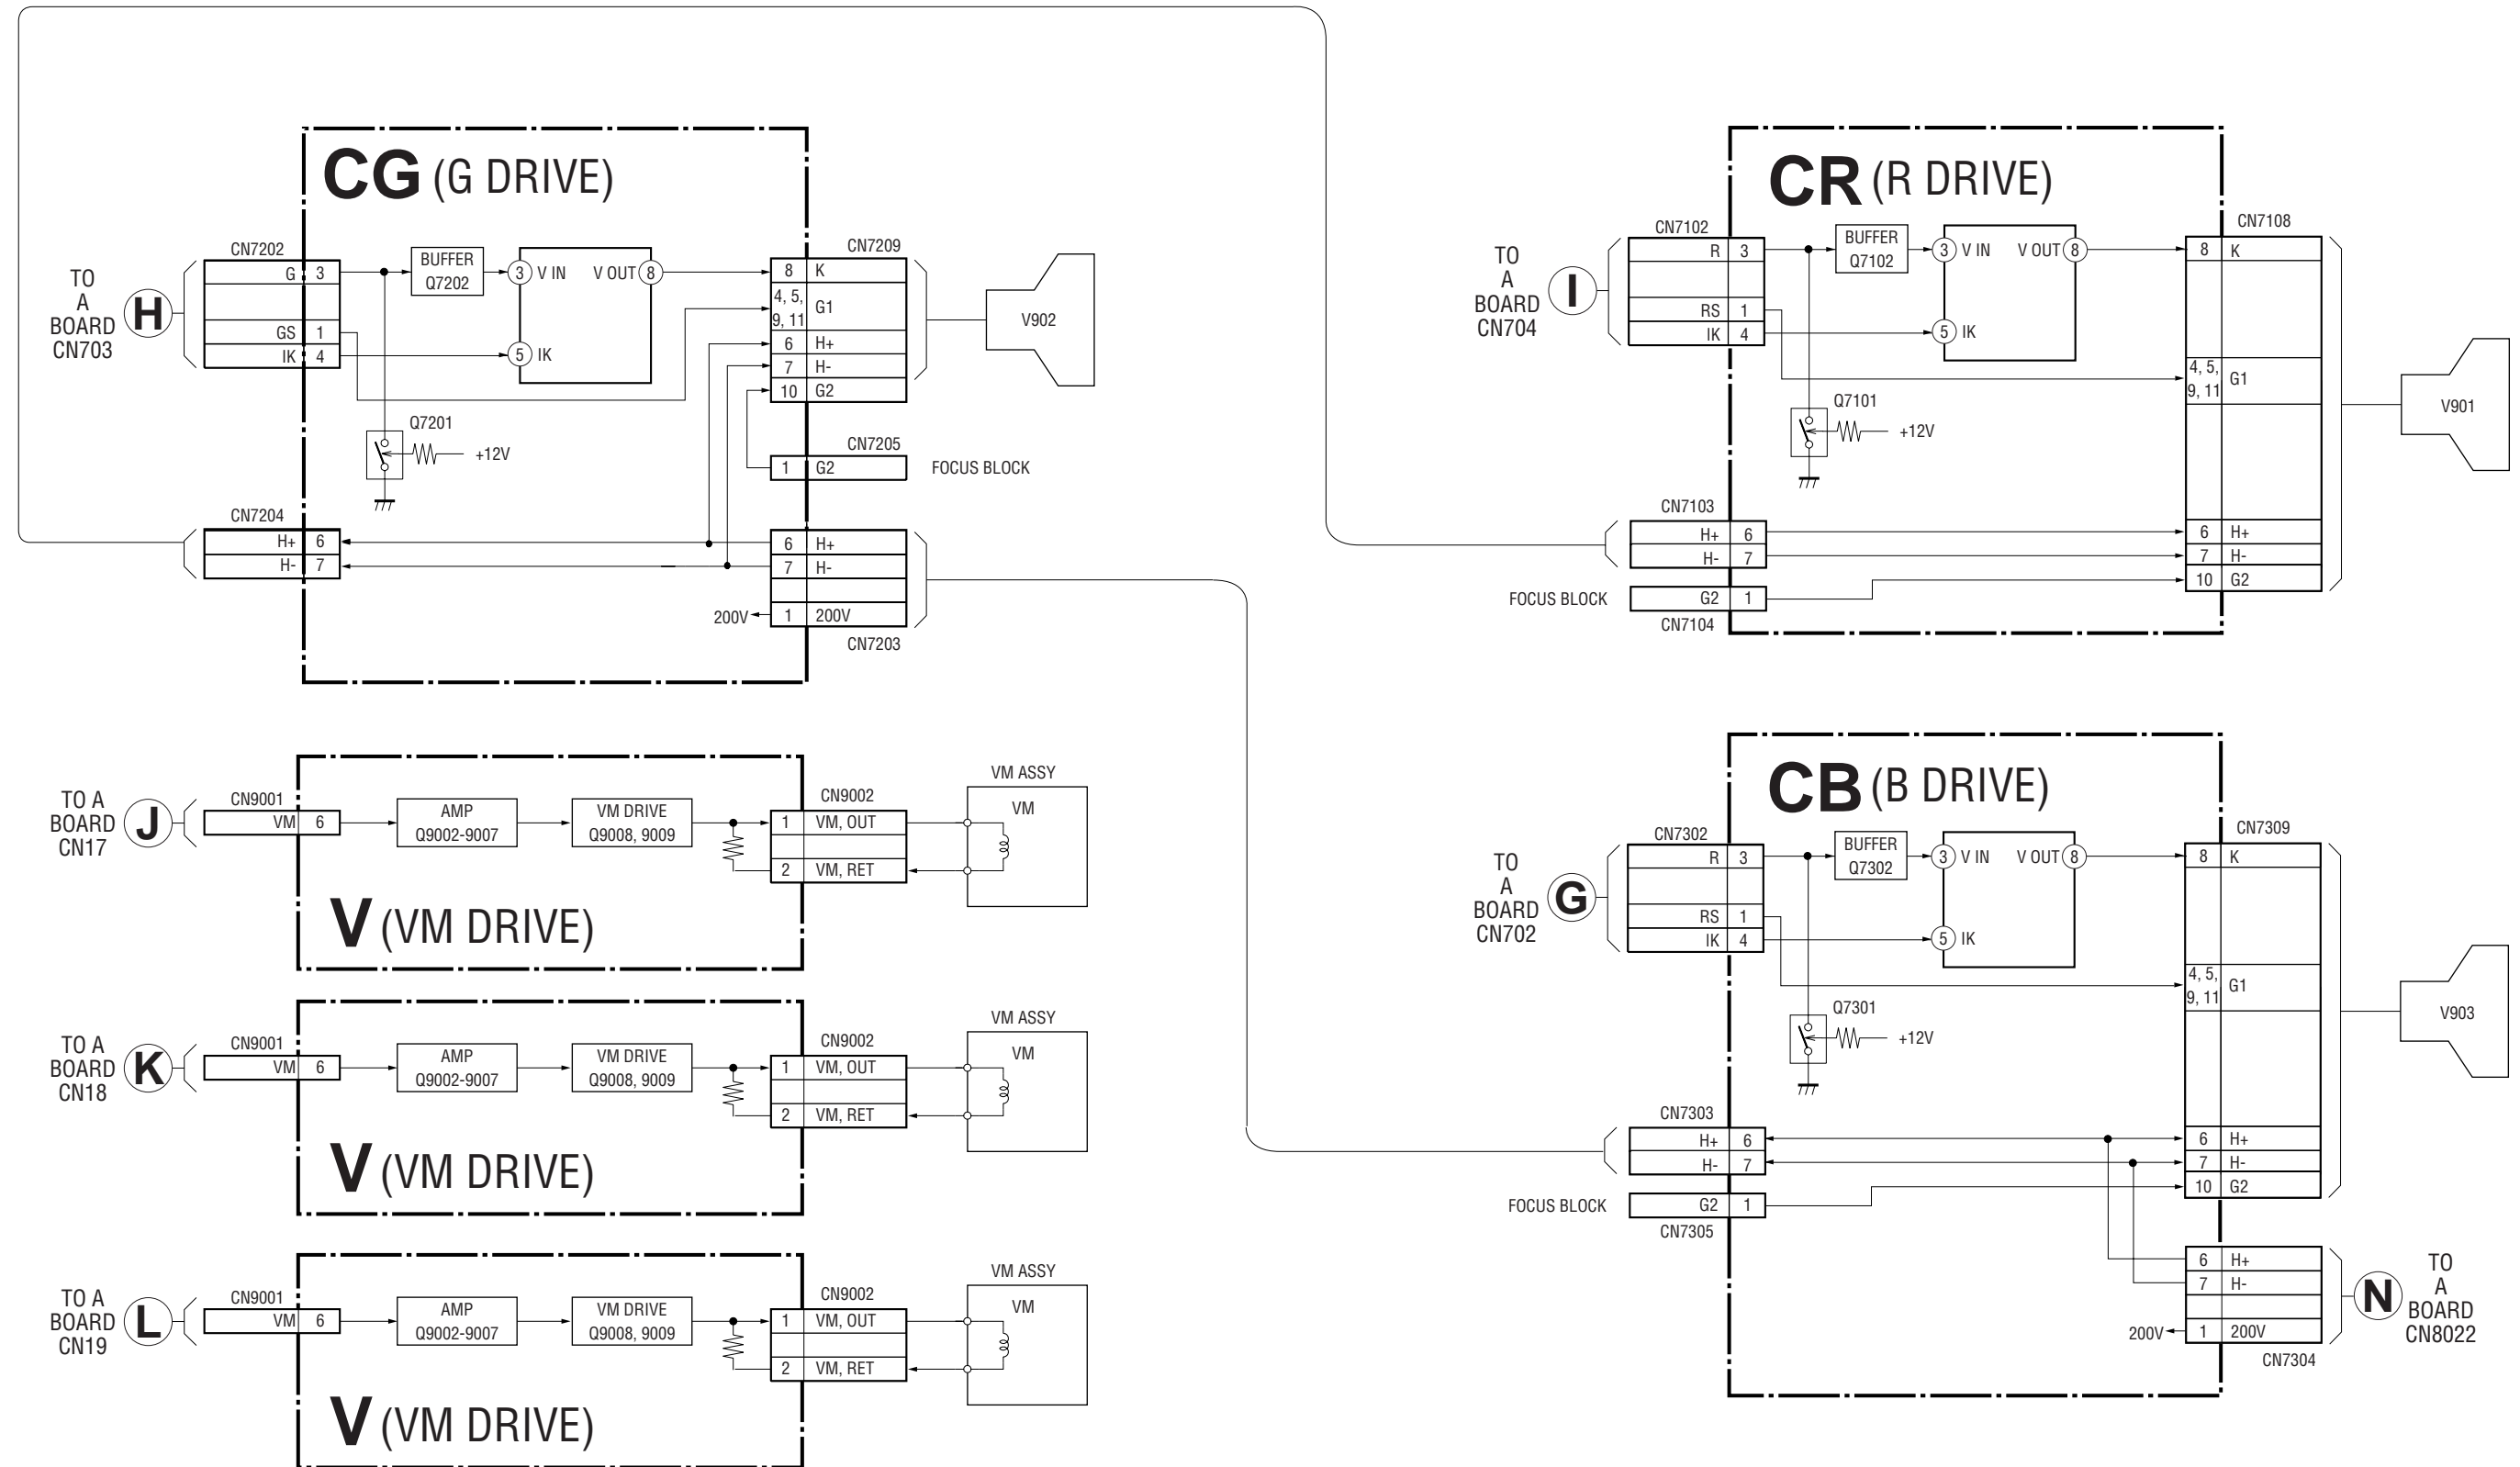 CG (G DRIVE)
CN7202
G 3
GS 1
IK 4
TO
A
BOARD
CN703
H
BUFFER
Q7202
3 V IN
V OUT 8
5 IK
Q7201
+12V
CN7209
8 K
4, 5,
9, 11
G1
6 H+
7 H-
10 G2
V902
CN7205
1 G2
FOCUS BLOCK
CN7204
H+ 6
H- 7
6 H+
7 H-
200V 1 200V
CN7203
CR (R DRIVE)
TO
A
BOARD
CN704
I
CN7102
R 3
RS 1
IK 4
BUFFER
Q7102
3 V IN
V OUT 8
5 IK
Q7101
+12V
CN7108
8 K
4, 5,
9, 11
G1
6 H+
7 H-
10 G2
V901
CN7103
H+ 6
H- 7
FOCUS BLOCK
G2 1
CN7104
TO A
BOARD
CN17
J
CN9001
VM 6
AMP
Q9002-9007
VM DRIVE
Q9008, 9009
CN9002
1 VM, OUT
2 VM, RET
VM ASSY
VM
V (VM DRIVE)
TO A
BOARD
CN18
K
CN9001
VM 6
AMP
Q9002-9007
VM DRIVE
Q9008, 9009
CN9002
1 VM, OUT
2 VM, RET
VM ASSY
VM
V (VM DRIVE)
TO A
BOARD
CN19
L
CN9001
VM 6
AMP
Q9002-9007
VM DRIVE
Q9008, 9009
CN9002
1 VM, OUT
2 VM, RET
VM ASSY
VM
V (VM DRIVE)
CB (B DRIVE)
TO
A
BOARD
CN702
G
CN7302
R 3
RS 1
IK 4
BUFFER
Q7302
3 V IN
V OUT 8
5 IK
Q7301
+12V
CN7309
8 K
4, 5,
9, 11
G1
6 H+
7 H-
10 G2
V903
CN7303
H+ 6
H- 7
FOCUS BLOCK
G2 1
CN7305
6 H+
7 H-
200V 1 200V
CN7304
N
TO
A
BOARD
CN8022